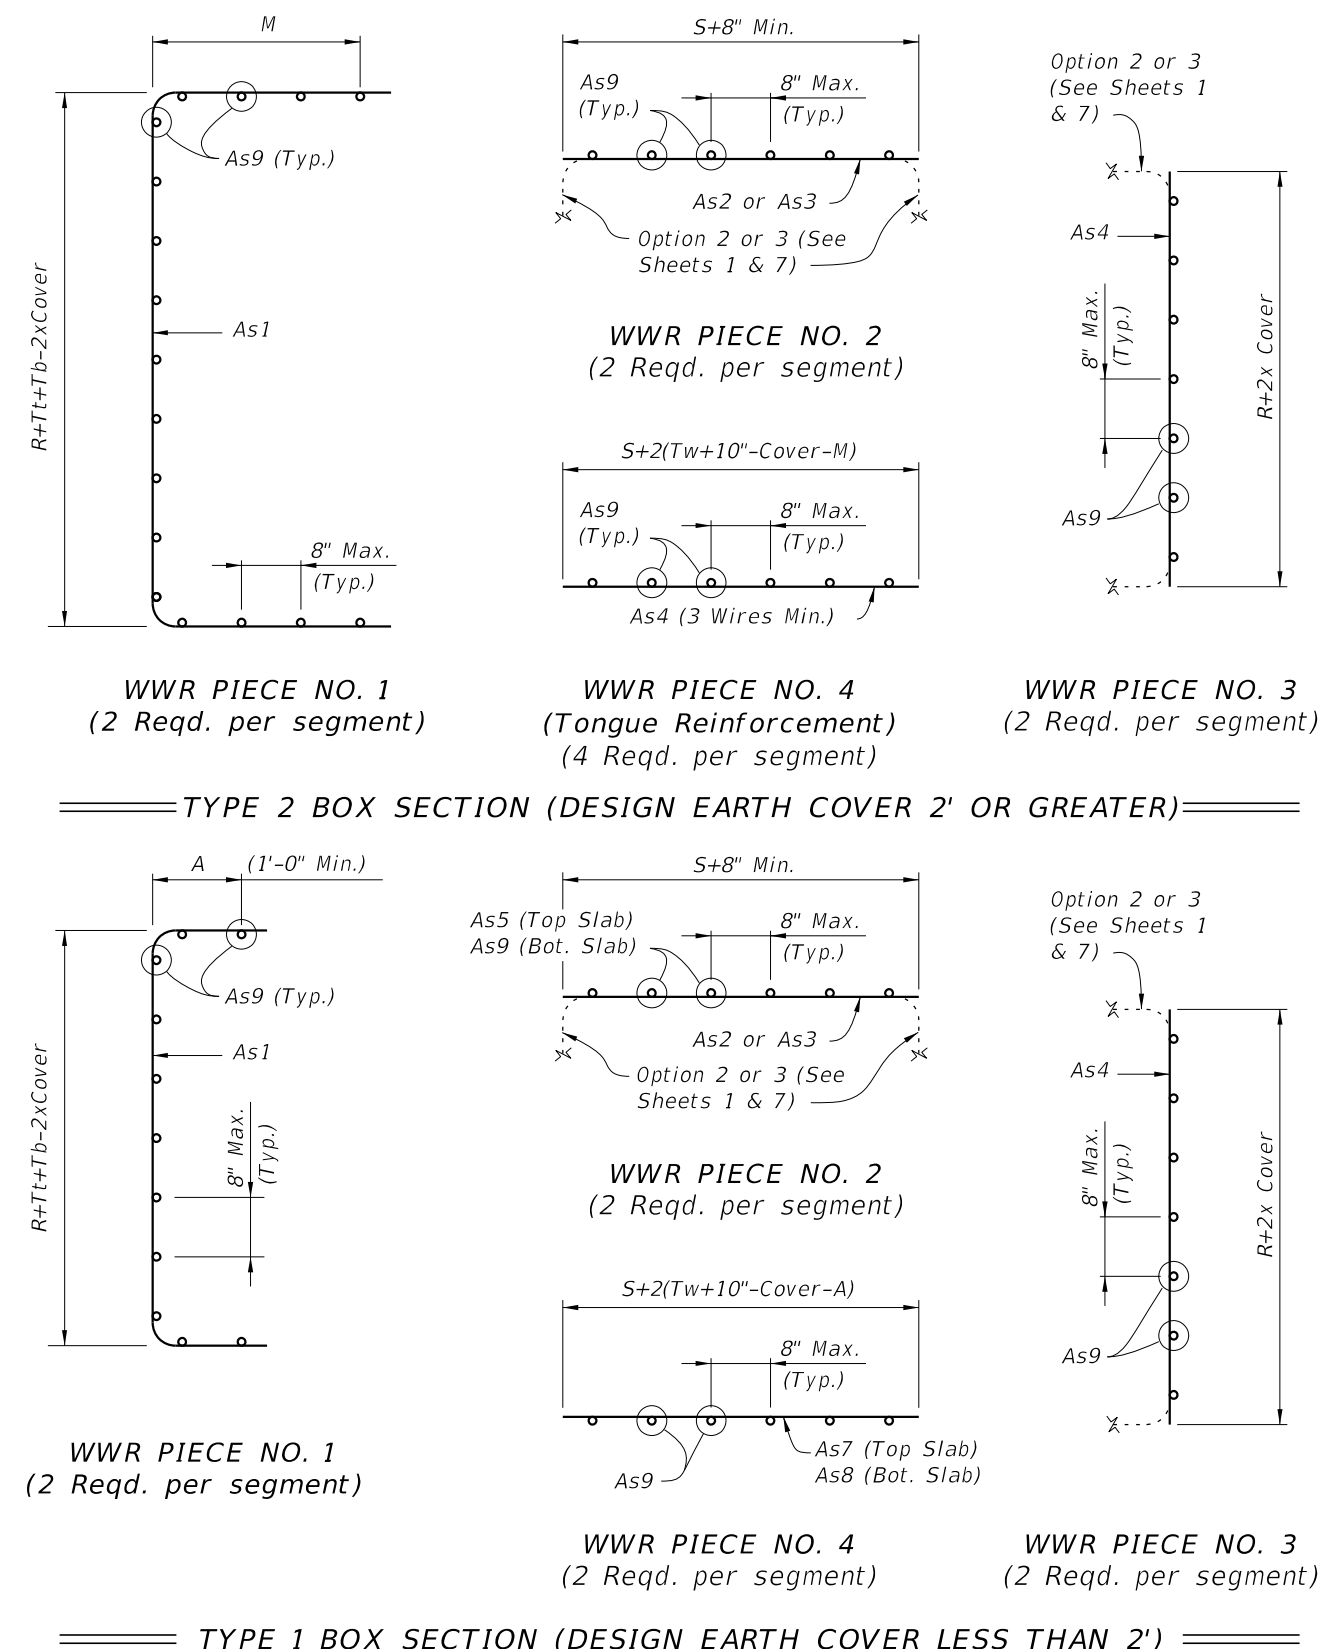 M
As9 (Typ.)
R+Tt+Tb-2xCover
As1
8" Max.
(Typ.)
WWR PIECE NO. 1
(2 Reqd. per segment)
S+8" Min.
As9
(Typ.)
8" Max.
(Typ.)
As2 or As3
Option 2 or 3 (See
Sheets 1 & 7)
WWR PIECE NO. 2
(2 Reqd. per segment)
S+2(Tw+10"-Cover-M)
As9
(Typ.)
8" Max.
(Typ.)
As4 (3 Wires Min.)
WWR PIECE NO. 4
(Tongue Reinforcement)
(4 Reqd. per segment)
Option 2 or 3
(See Sheets 1
& 7)
As4
8" Max.
(Typ.)
R+2x Cover
As9
WWR PIECE NO. 3
(2 Reqd. per segment)
TYPE 2 BOX SECTION (DESIGN EARTH COVER 2' OR GREATER)
A (1'-0" Min.)
As9 (Typ.)
R+Tt+Tb-2xCover
As1
8" Max.
(Typ.)
WWR PIECE NO. 1
(2 Reqd. per segment)
S+8" Min.
As5 (Top Slab)
As9 (Bot. Slab)
8" Max.
(Typ.)
As2 or As3
Option 2 or 3 (See
Sheets 1 & 7)
WWR PIECE NO. 2
(2 Reqd. per segment)
S+2(Tw+10"-Cover-A)
8" Max.
(Typ.)
As9
As7 (Top Slab)
As8 (Bot. Slab)
WWR PIECE NO. 4
(2 Reqd. per segment)
Option 2 or 3
(See Sheets 1
& 7)
As4
8" Max.
(Typ.)
R+2x Cover
As9
WWR PIECE NO. 3
(2 Reqd. per segment)
TYPE 1 BOX SECTION (DESIGN EARTH COVER LESS THAN 2')